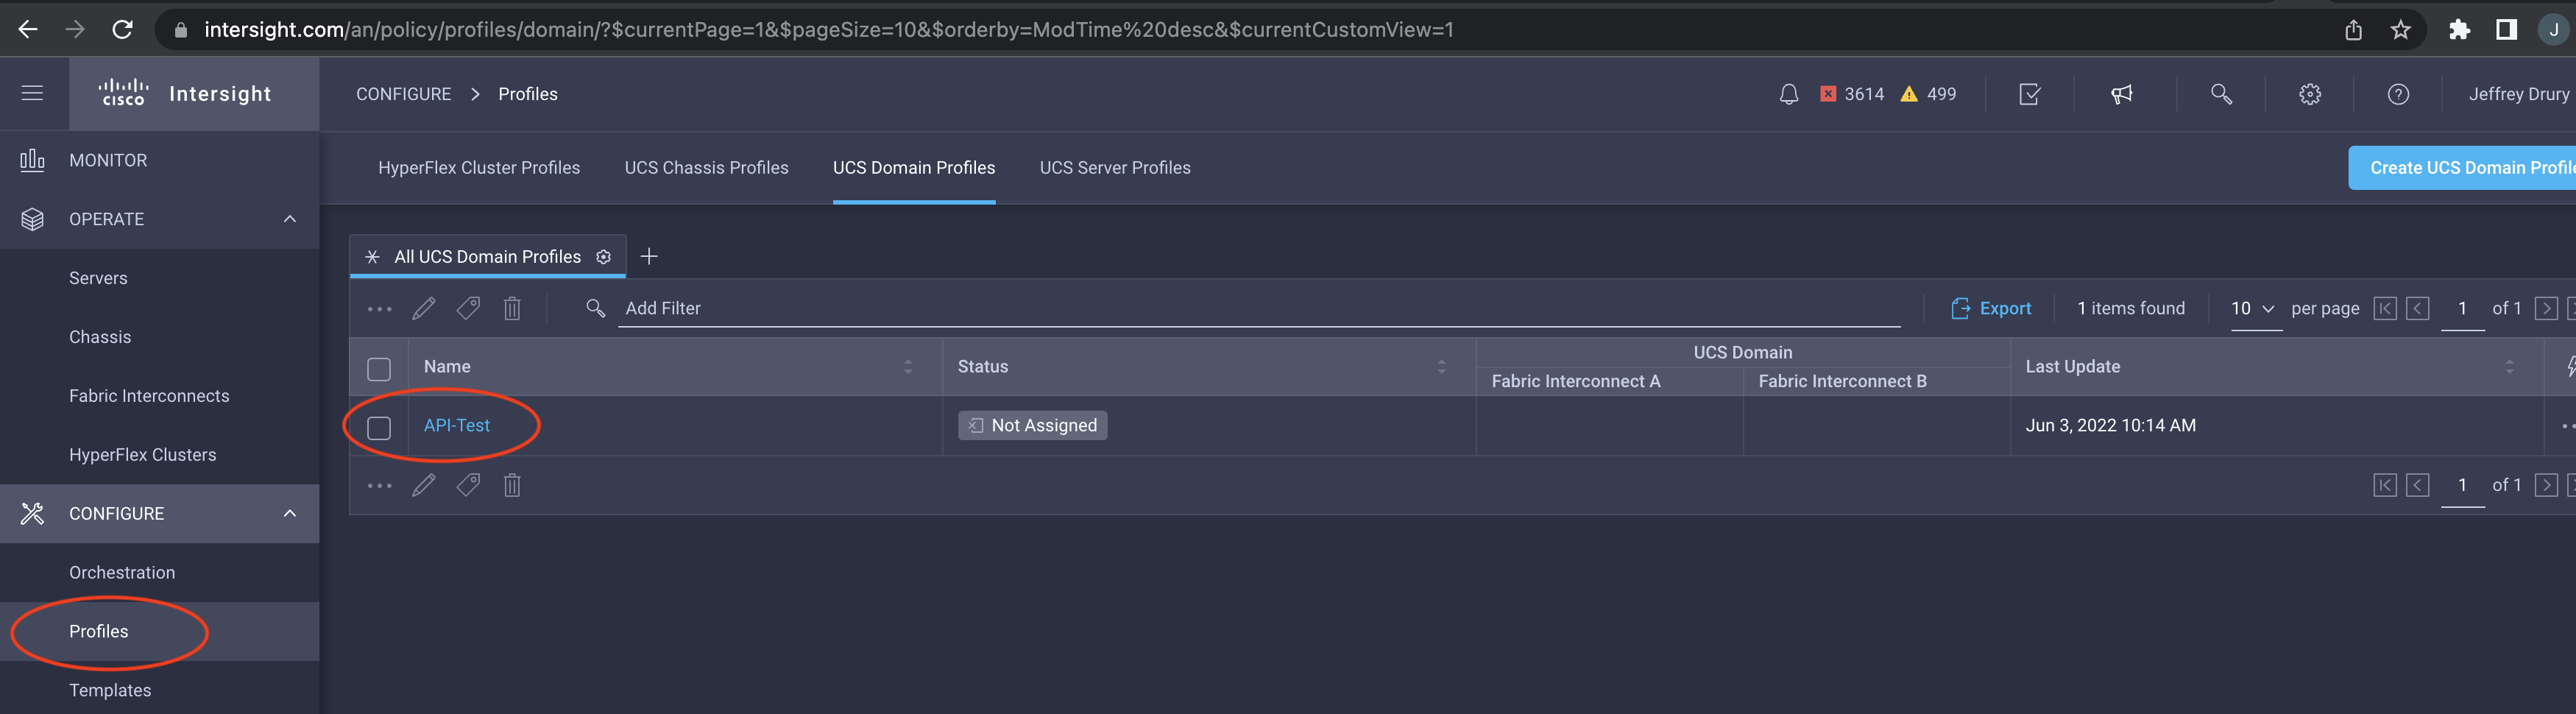 intersight.com/an/policy/profiles/domain/?$currentPage=1&$pageSize=10&$orderby=ModTime%20desc&$currentCustomView=1
J
CISCO Intersight
CONFIGURE > Profiles
3614 499
Jeffrey Drury
MONITOR
OPERATE
Servers
Chassis
Fabric Interconnects
HyperFlex Clusters
CONFIGURE
Orchestration
Profiles
Templates
HyperFlex Cluster Profiles UCS Chassis Profiles UCS Domain Profiles UCS Server Profiles
Create UCS Domain Profile
All UCS Domain Profiles
Add Filter
Export 1 items found 10 per page 1 of 1
Name Status UCS Domain Last Update
Fabric Interconnect A Fabric Interconnect B
API-Test Not Assigned Jun 3, 2022 10:14 AM
1 of 1